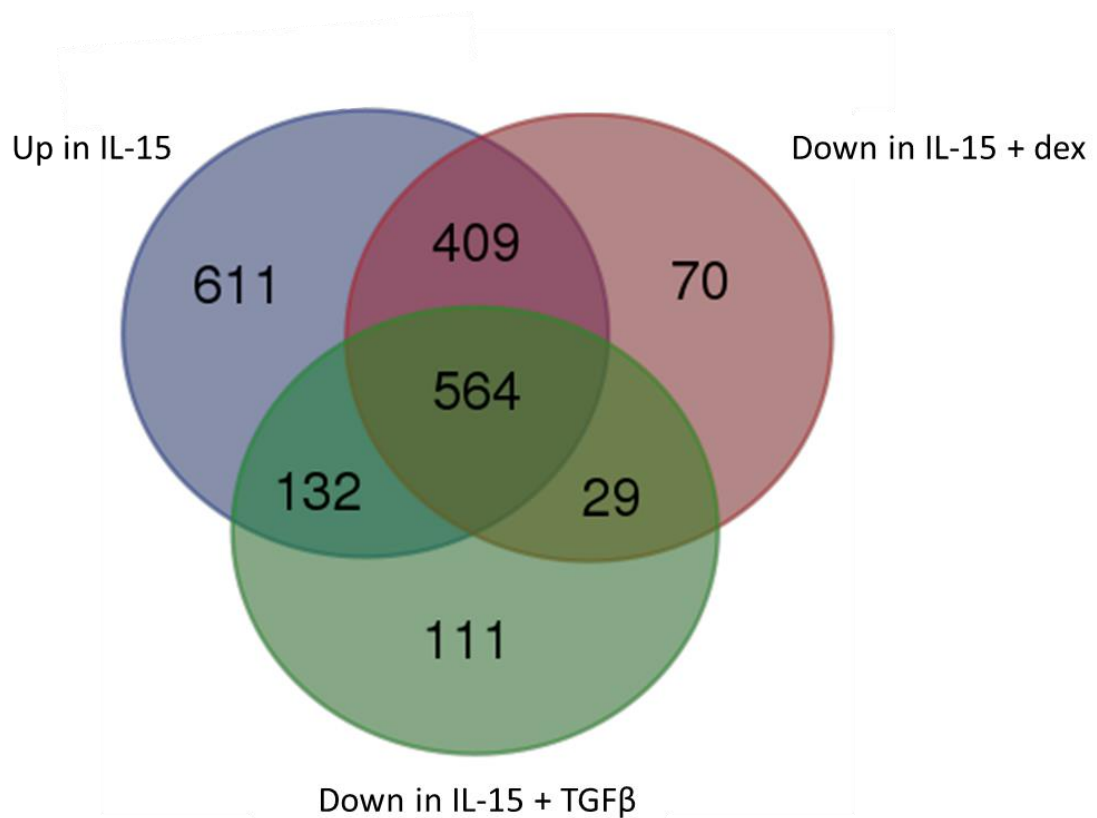 Up in IL-15
Down in IL-15 + dex
409
611
70
564
132
29
111
Down in IL-15 + TGFβ